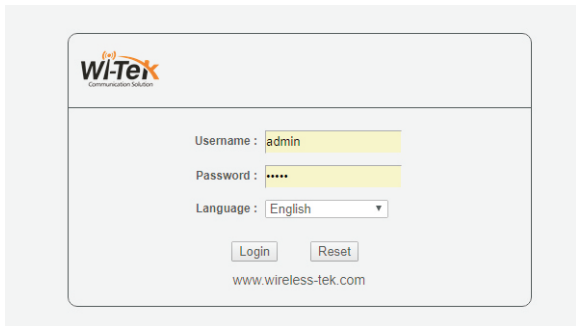 Wi-Tek
Communication Solution
Username : admin
Password : •••••
Language : English
Login Reset
www.wireless-tek.com